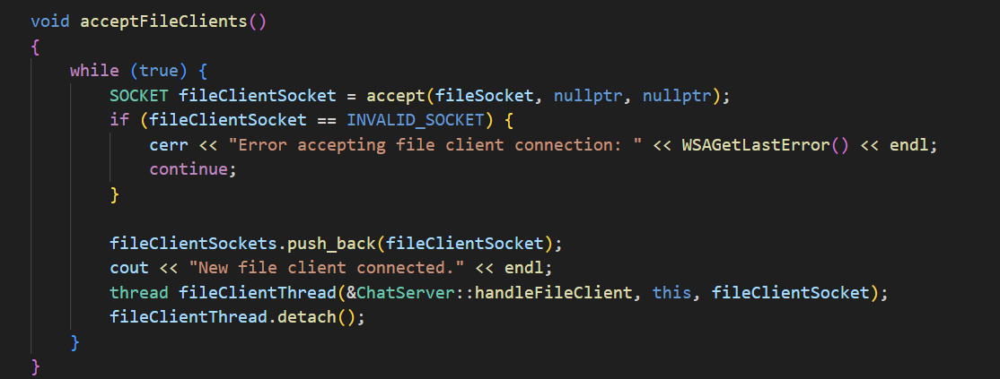 void acceptFileClients()
{
    while (true) {
        SOCKET fileClientSocket = accept(fileSocket, nullptr, nullptr);
        if (fileClientSocket == INVALID_SOCKET) {
            cerr << "Error accepting file client connection: " << WSAGetLastError() << endl;
            continue;
        }

        fileClientSockets.push_back(fileClientSocket);
        cout << "New file client connected." << endl;
        thread fileClientThread(&ChatServer::handleFileClient, this, fileClientSocket);
        fileClientThread.detach();
    }
}